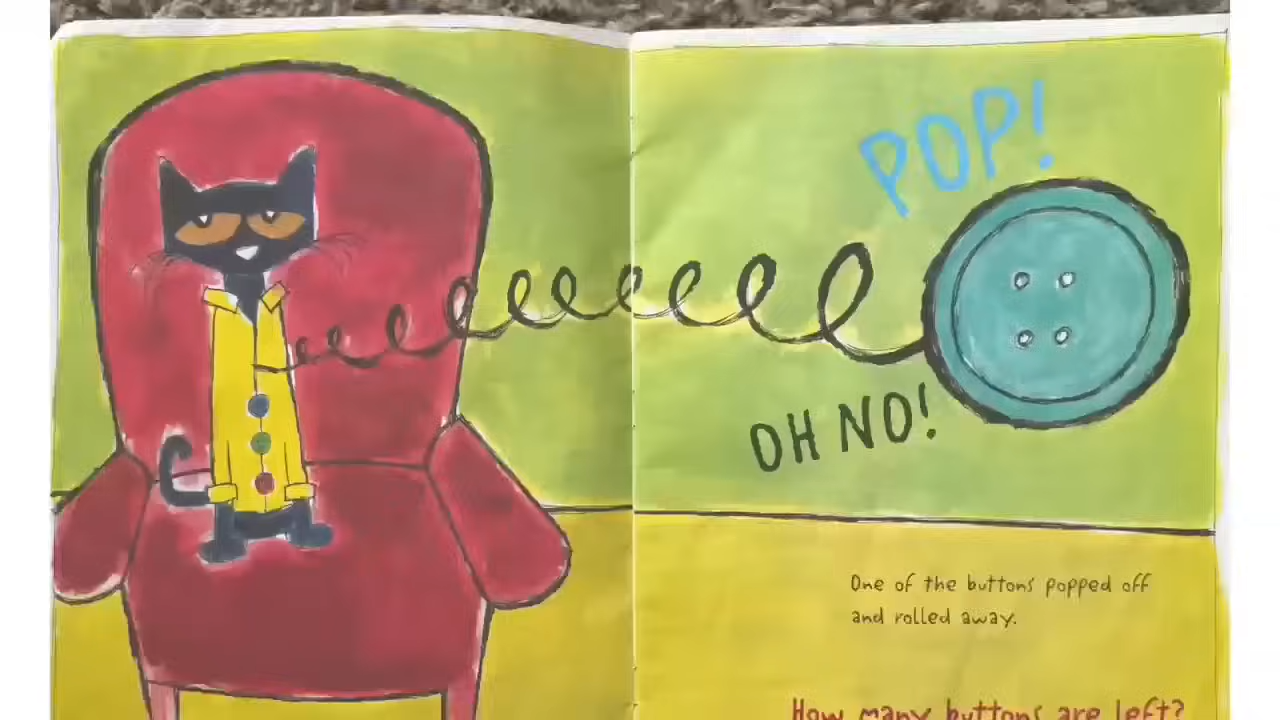 POP!
OH NO!
One of the buttons popped off
and rolled away.
How many buttons are left?